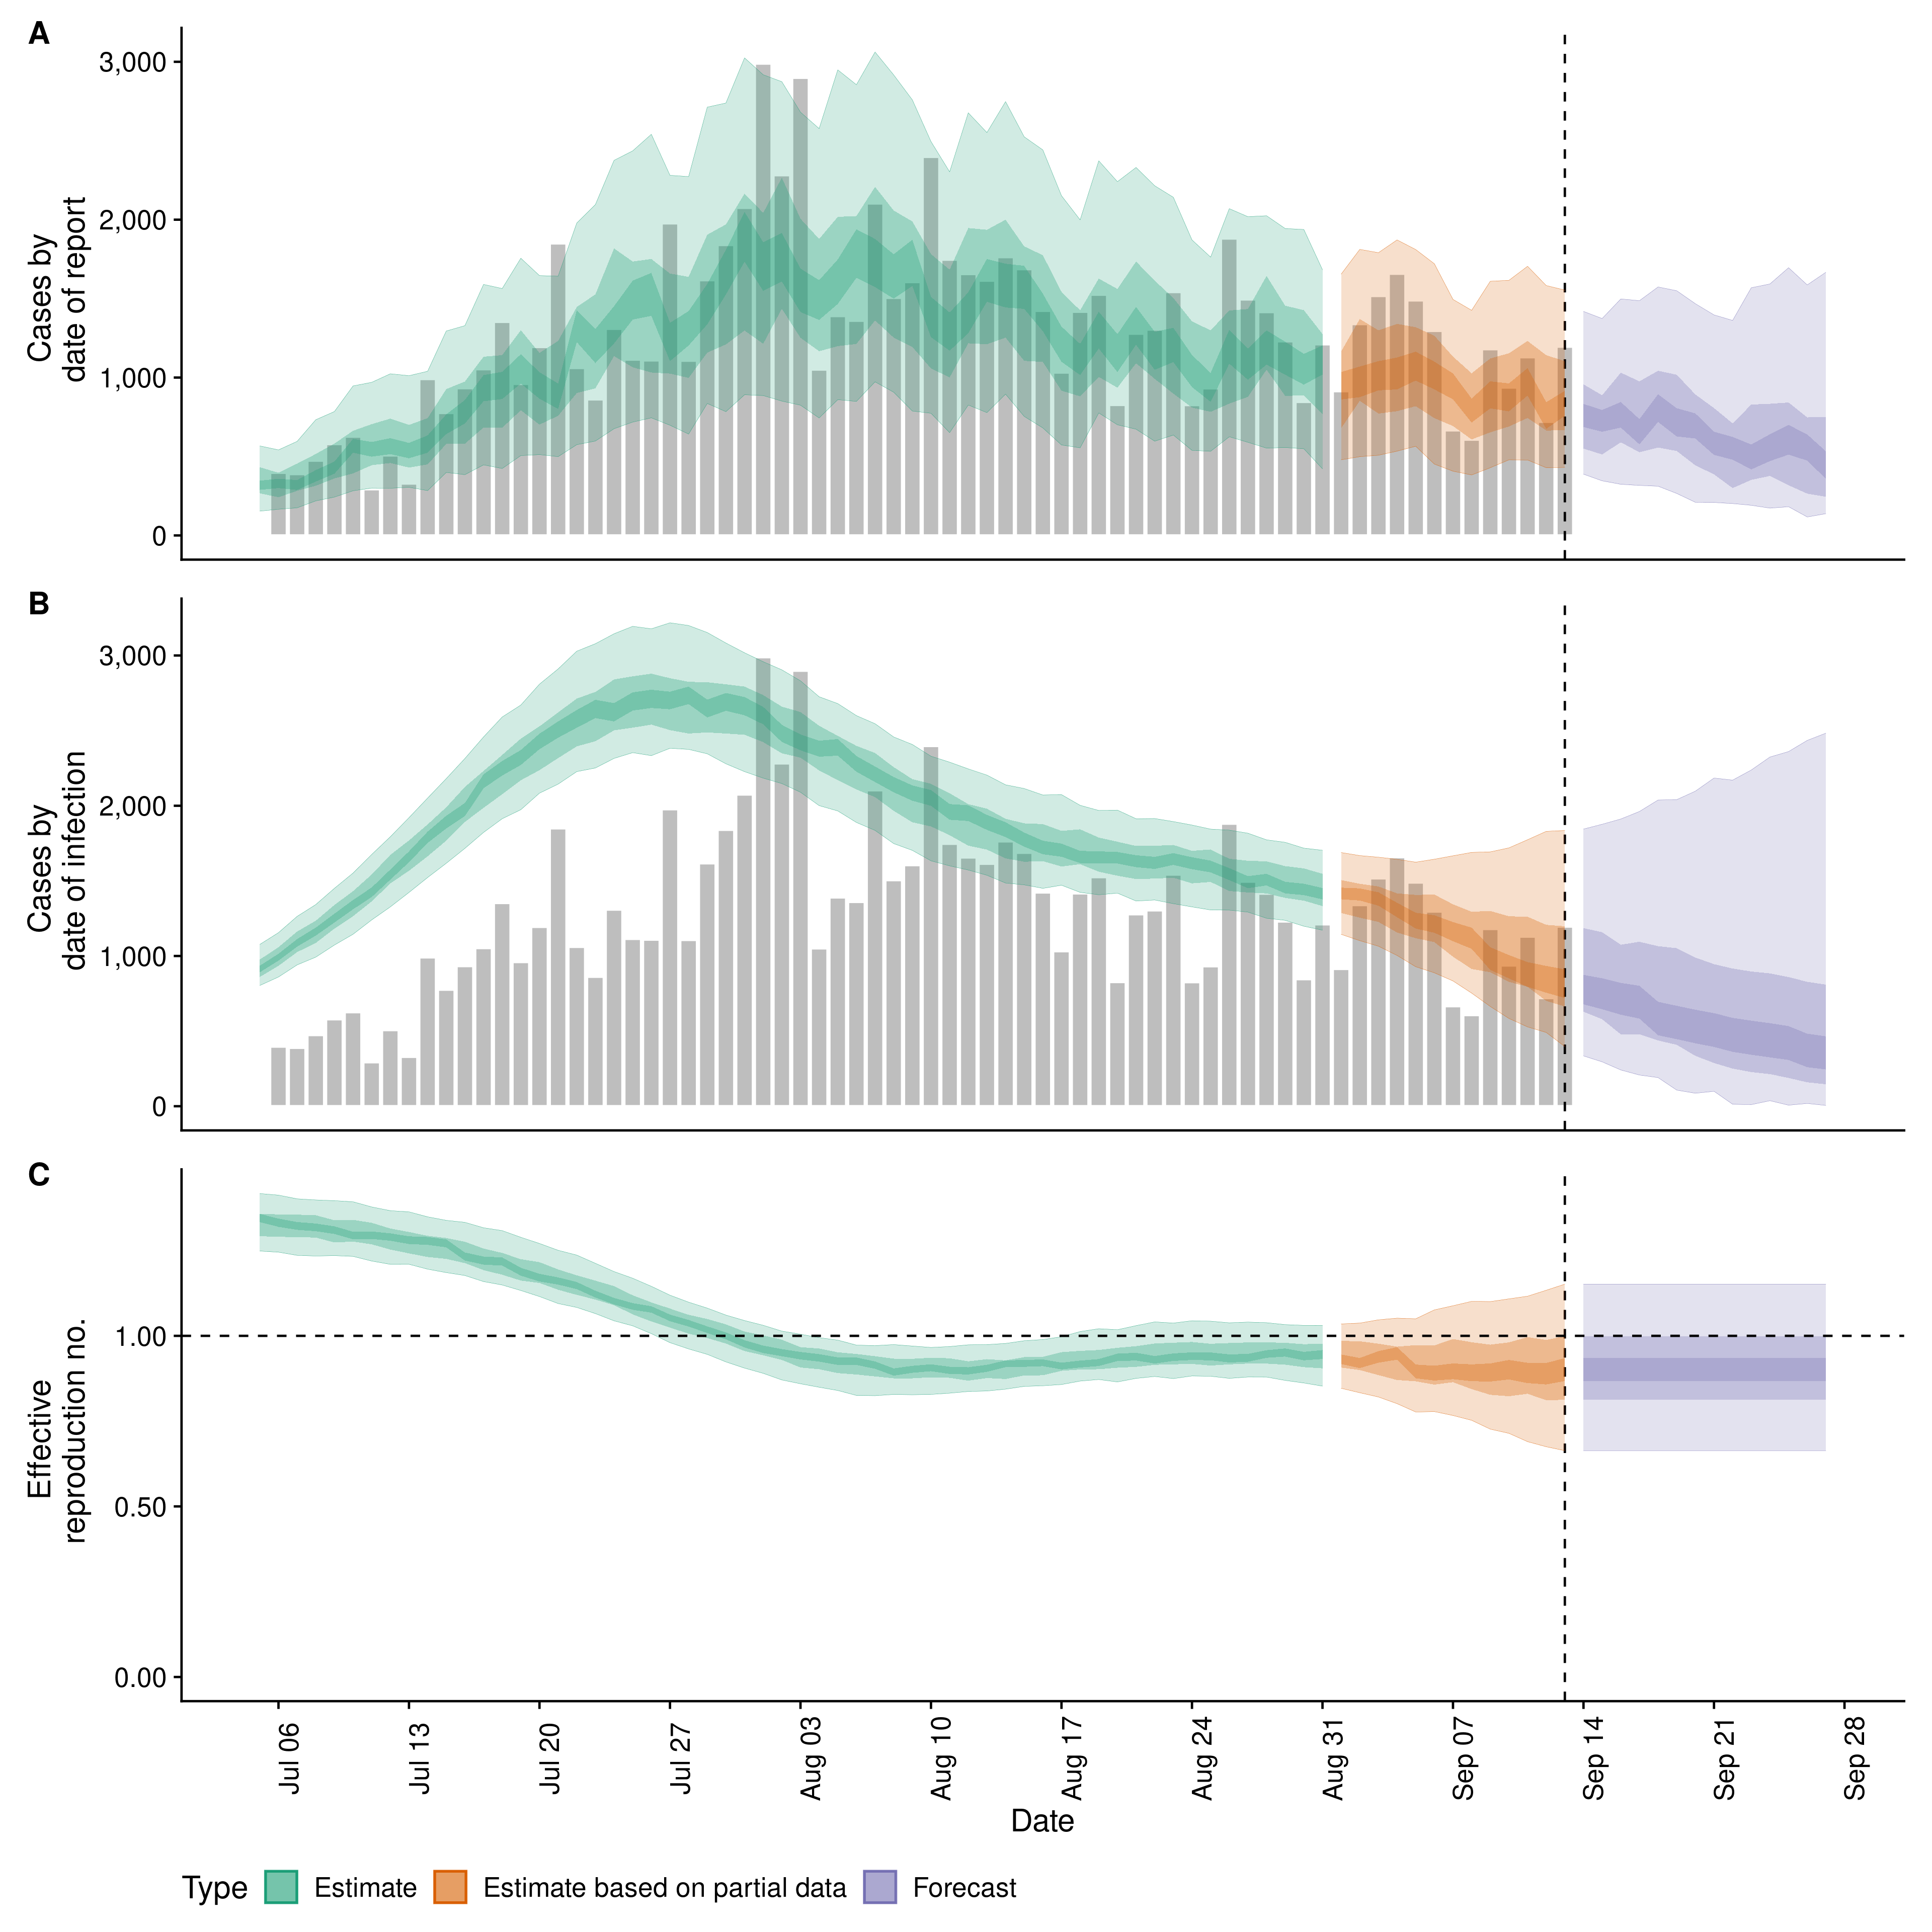 A
Cases by
date of report
3,000
2,000
1,000
0
B
Cases by
date of infection
3,000
2,000
1,000
0
C
Effective
reproduction no.
1.00
0.50
0.00
Jul 06
Jul 13
Jul 20
Jul 27
Aug 03
Aug 10
Aug 17
Aug 24
Aug 31
Sep 07
Sep 14
Sep 21
Sep 28
Date
Type Estimate Estimate based on partial data Forecast